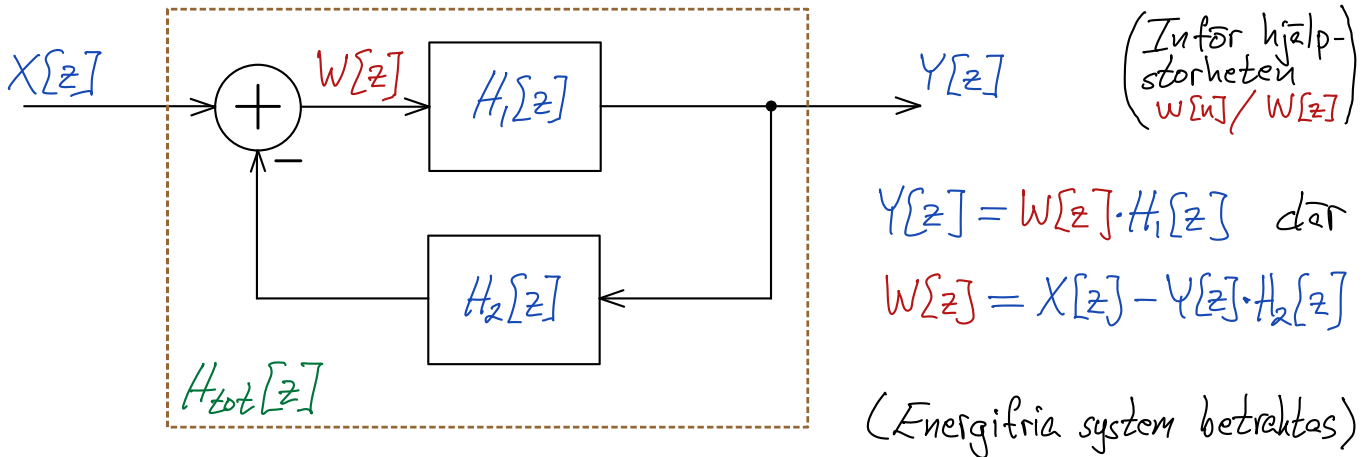 X[z]
+
−
W[z]
H₁[z]
Y[z]
H₂[z]
Htot[z]
(Inför hjälp-
storheten
w[n]/W[z])
Y[z] = W[z]·H₁[z] där
W[z] = X[z] − Y[z]·H₂[z]
(Energifria system betraktas)